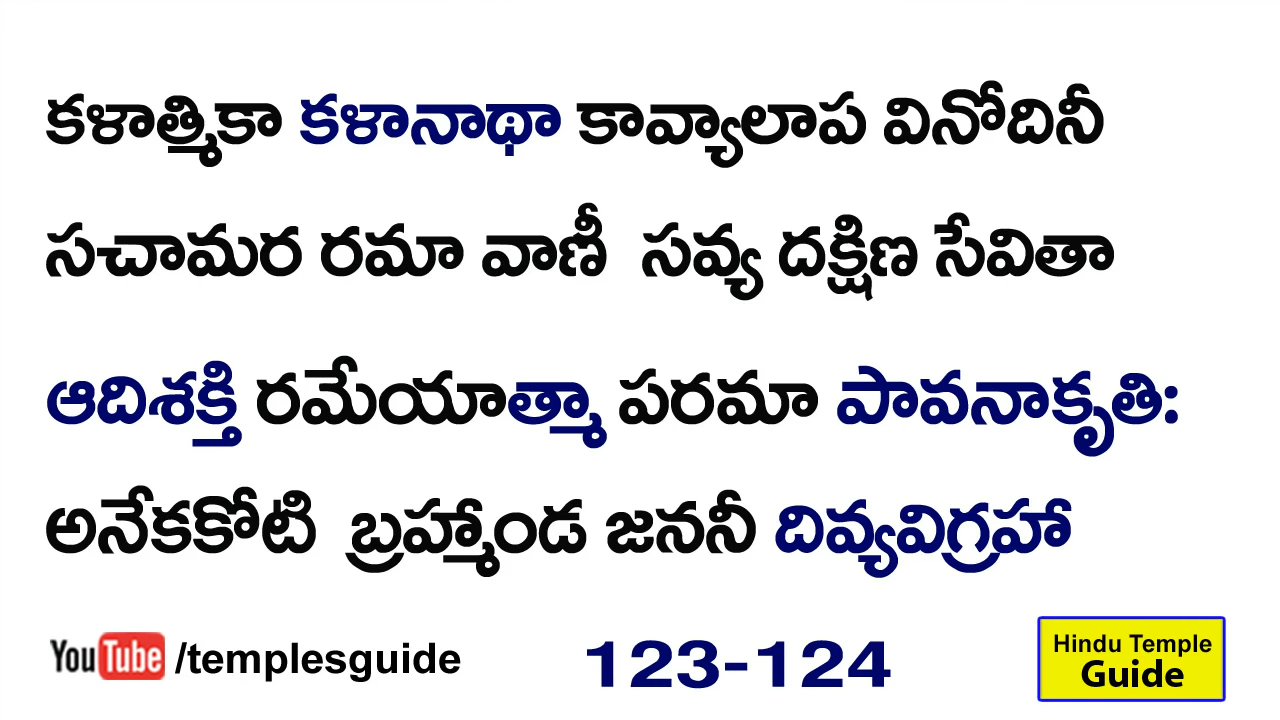 కళాత్మికా కళానాథా కావ్యాలాప వినోదినీ
సచామర రమా వాణీ సవ్య దక్షిణ సేవితా
ఆదిశక్తి రమేయాత్మా పరమా పావనాకృతి:
అనేకకోటి బ్రహ్మాండ జననీ దివ్యవిగ్రహా
YouTube /templesguide
123-124
Hindu Temple
Guide